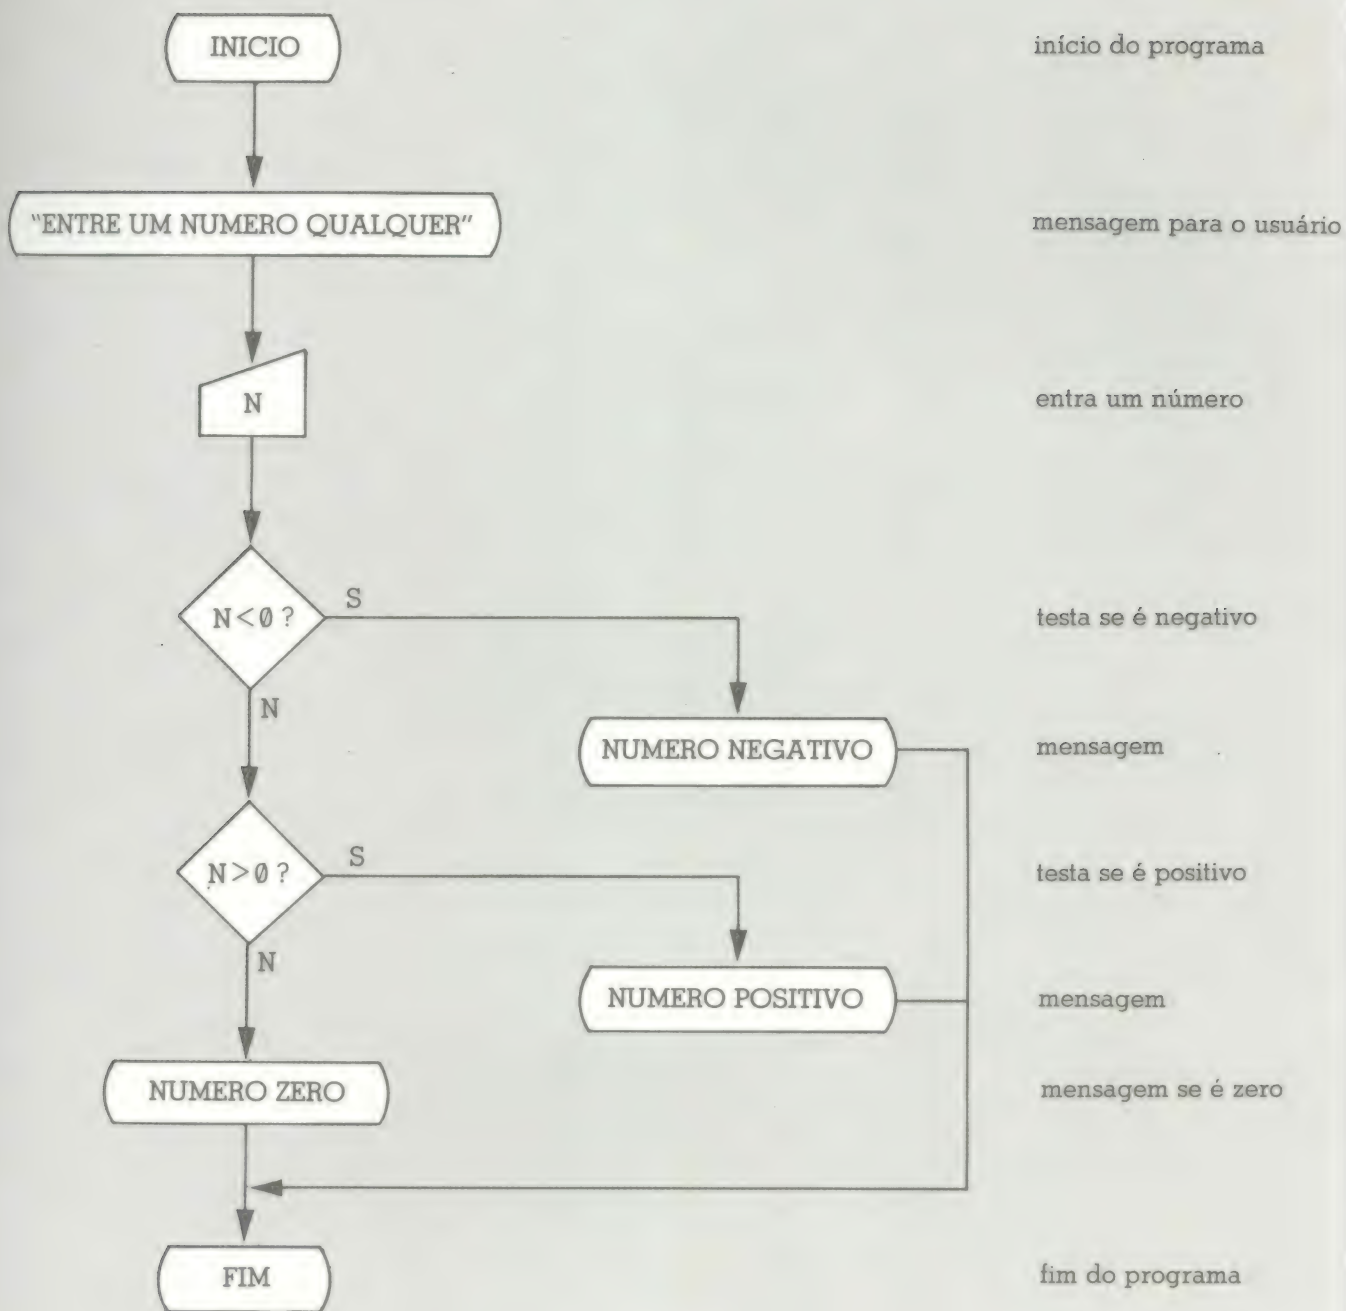 INICIO
início do programa
"ENTRE UM NUMERO QUALQUER"
mensagem para o usuário
N
entra um número
N<0?
S
testa se é negativo
N
NUMERO NEGATIVO
mensagem
N>0?
S
testa se é positivo
N
NUMERO POSITIVO
mensagem
NUMERO ZERO
mensagem se é zero
FIM
fim do programa